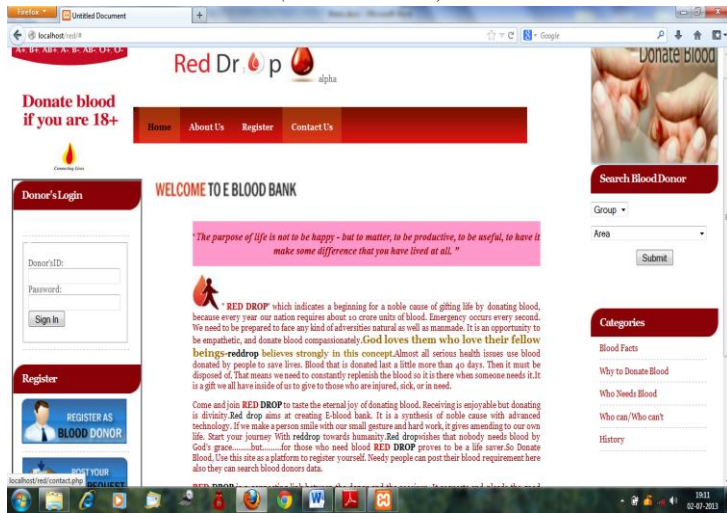 Firefox
Untitled Document
localhost/red/#
Google
A+, B+, AB+, A-, B-, AB-, O+, O-
Donate blood
if you are 18+
Red Dr p
alpha
Home About Us Register Contact Us
Donate Blood
Donor's Login
Donor'sID:
Password:
Sign In
Register
REGISTER AS
BLOOD DONOR
POST YOUR
REQUEST
localhost/red/contact.php
WELCOME TO E BLOOD BANK
"The purpose of life is not to be happy - but to matter, to be productive, to be useful, to have it
make some difference that you have lived at all. "
" RED DROP" which indicates a beginning for a noble cause of gifting life by donating blood,
because every year our nation requires about 10 crore units of blood. Emergency occurs every second.
We need to be prepared to face any kind of adversities natural as well as manmade. It is an opportunity to
be empathetic, and donate blood compassionately.God loves them who love their fellow
beings-reddrop believes strongly in this concept.Almost all serious health issues use blood
donated by people to save lives. Blood that is donated last a little more than 40 days. Then it must be
disposed of. That means we need to constantly replenish the blood so it is there when someone needs it.It
is a gift we all have inside of us to give to those who are injured, sick, or in need.
Come and join RED DROP to taste the eternal joy of donating blood. Receiving is enjoyable but donating
is divinity.Red drop aims at creating E-blood bank. It is a synthesis of noble cause with advanced
technology. If we make a person smile with our small gesture and hard work, it gives amending to our own
life. Start your journey With reddrop towards humanity.Red dropwishes that nobody needs blood by
God's grace.........but........for those who need blood RED DROP proves to be a life saver.So Donate
Blood, Use this site as a platform to register yourself. Needy people can post their blood requirement here
also they can search blood donors data.
Search Blood Donor
Group
Area
Submit
Categories
Blood Facts
Why to Donate Blood
Who Needs Blood
Who can/Who can't
History
19:11
02-07-2013